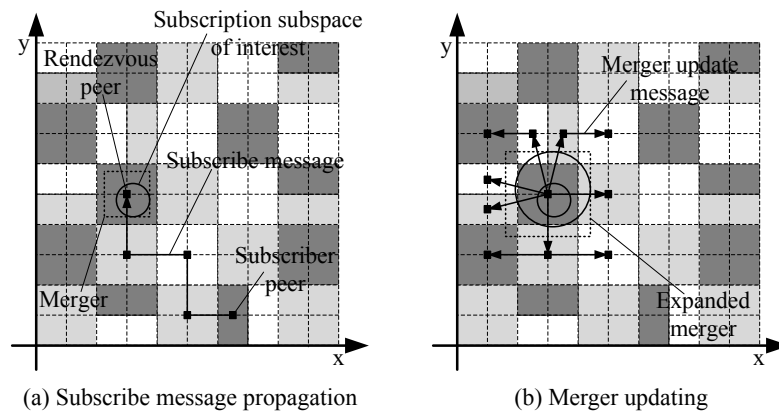 Subscription subspace
of interest
y
Rendezvous
peer
Subscribe message
Subscriber
peer
Merger
x
(a) Subscribe message propagation
y
Merger update
message
Expanded
merger
x
(b) Merger updating